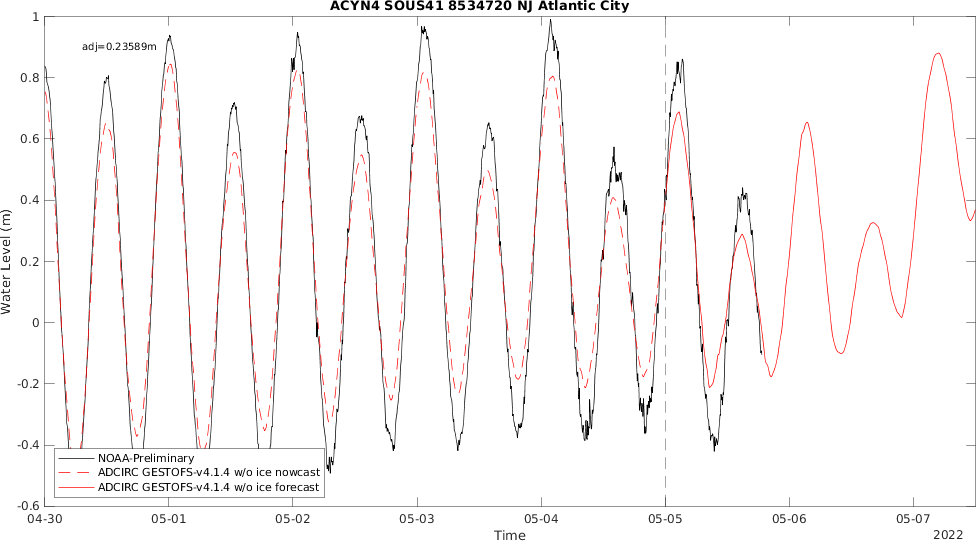 ACYN4 SOUS41 8534720 NJ Atlantic City
adj=0.23589m
Water Level (m)
1
0.8
0.6
0.4
0.2
0
-0.2
-0.4
-0.6
NOAA-Preliminary
ADCIRC GESTOFS-v4.1.4 w/o ice nowcast
ADCIRC GESTOFS-v4.1.4 w/o ice forecast
04-30 05-01 05-02 05-03 05-04 05-05 05-06 05-07
Time
2022